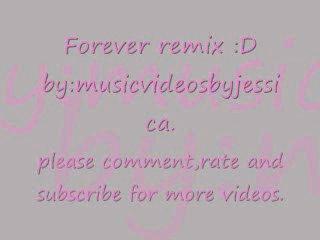 Forever remix :D
by:musicvideosbyjessi
ca.
please comment,rate and
subscribe for more videos.